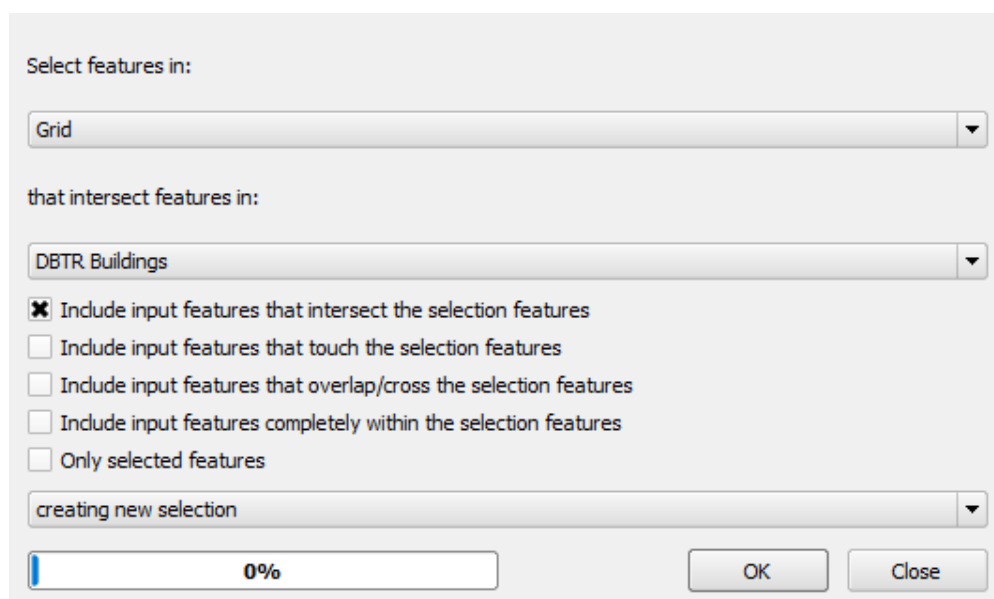 Select features in:
Grid
that intersect features in:
DBTR Buildings
Include input features that intersect the selection features
Include input features that touch the selection features
Include input features that overlap/cross the selection features
Include input features completely within the selection features
Only selected features
creating new selection
0% OK Close